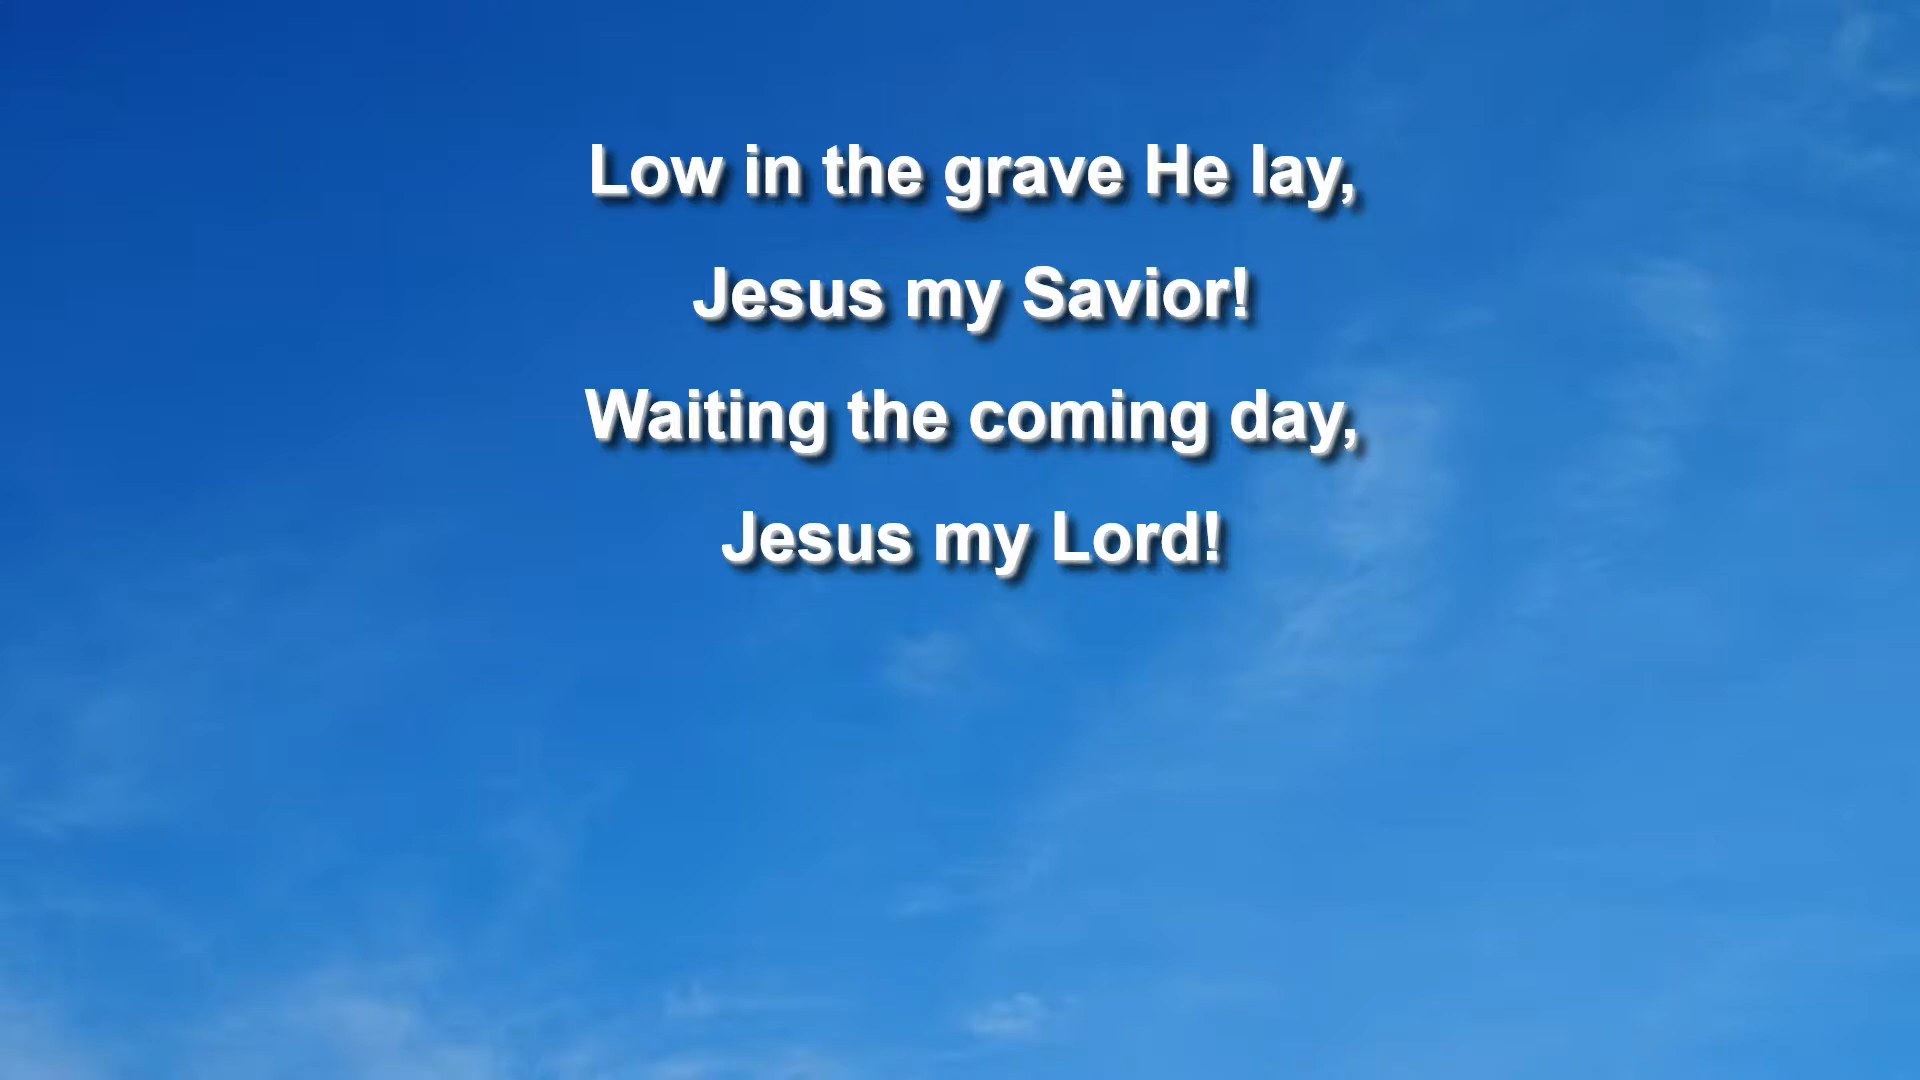 Low in the grave He lay,
Jesus my Savior!
Waiting the coming day,
Jesus my Lord!